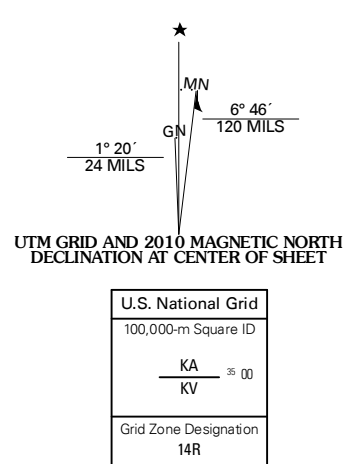 ★
MN
GN
6° 46´
120 MILS
1° 20´
24 MILS
UTM GRID AND 2010 MAGNETIC NORTH
DECLINATION AT CENTER OF SHEET
U.S. National Grid
100,000-m Square ID
KA
35 00
KV
Grid Zone Designation
14R